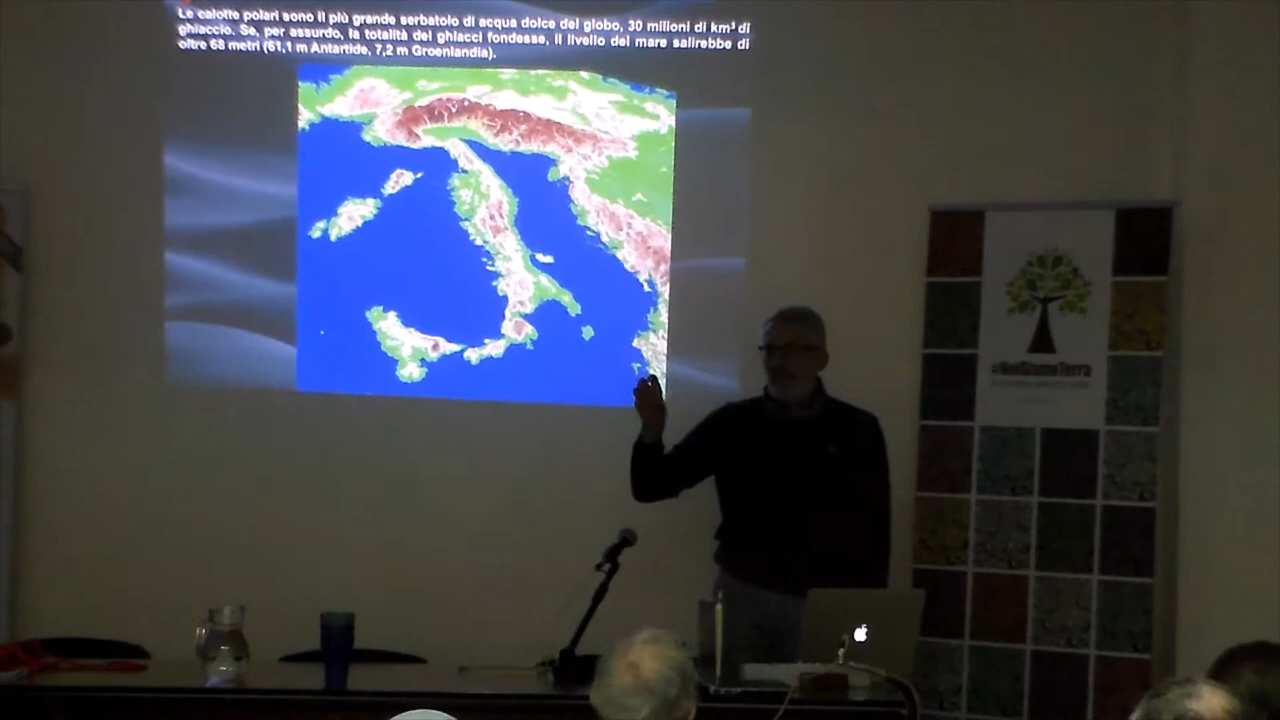 Le calotte polari sono il più grande serbatoio di acqua dolce del globo, 30 milioni di km³ di
ghiaccio. Se, per assurdo, la totalità dei ghiacci fondesse, il livello del mare salirebbe di
oltre 68 metri (61,1 m Antartide, 7,2 m Groenlandia).
#NoiSiamoTerra